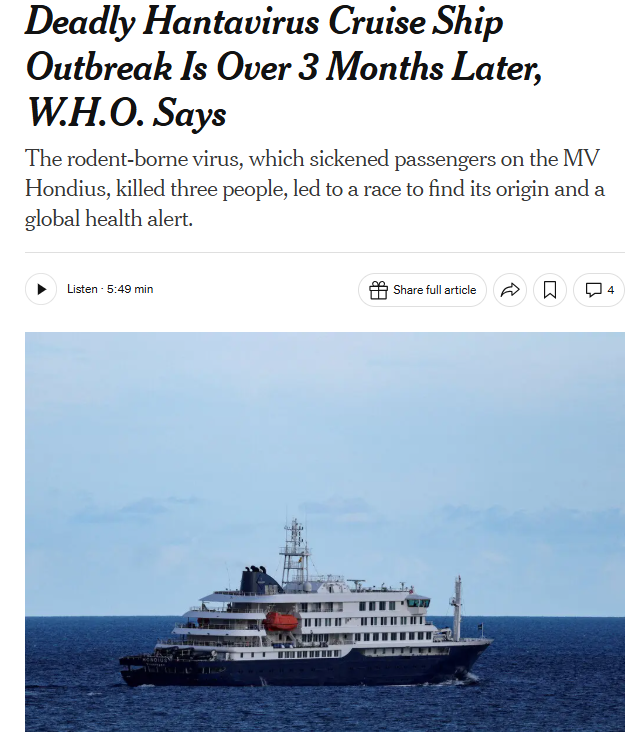 Deadly Hantavirus Cruise Ship
Outbreak Is Over 3 Months Later,
W.H.O. Says
The rodent-borne virus, which sickened passengers on the MV
Hondius, killed three people, led to a race to find its origin and a
global health alert.
Listen · 5:49 min
Share full article
4
HONDIUS